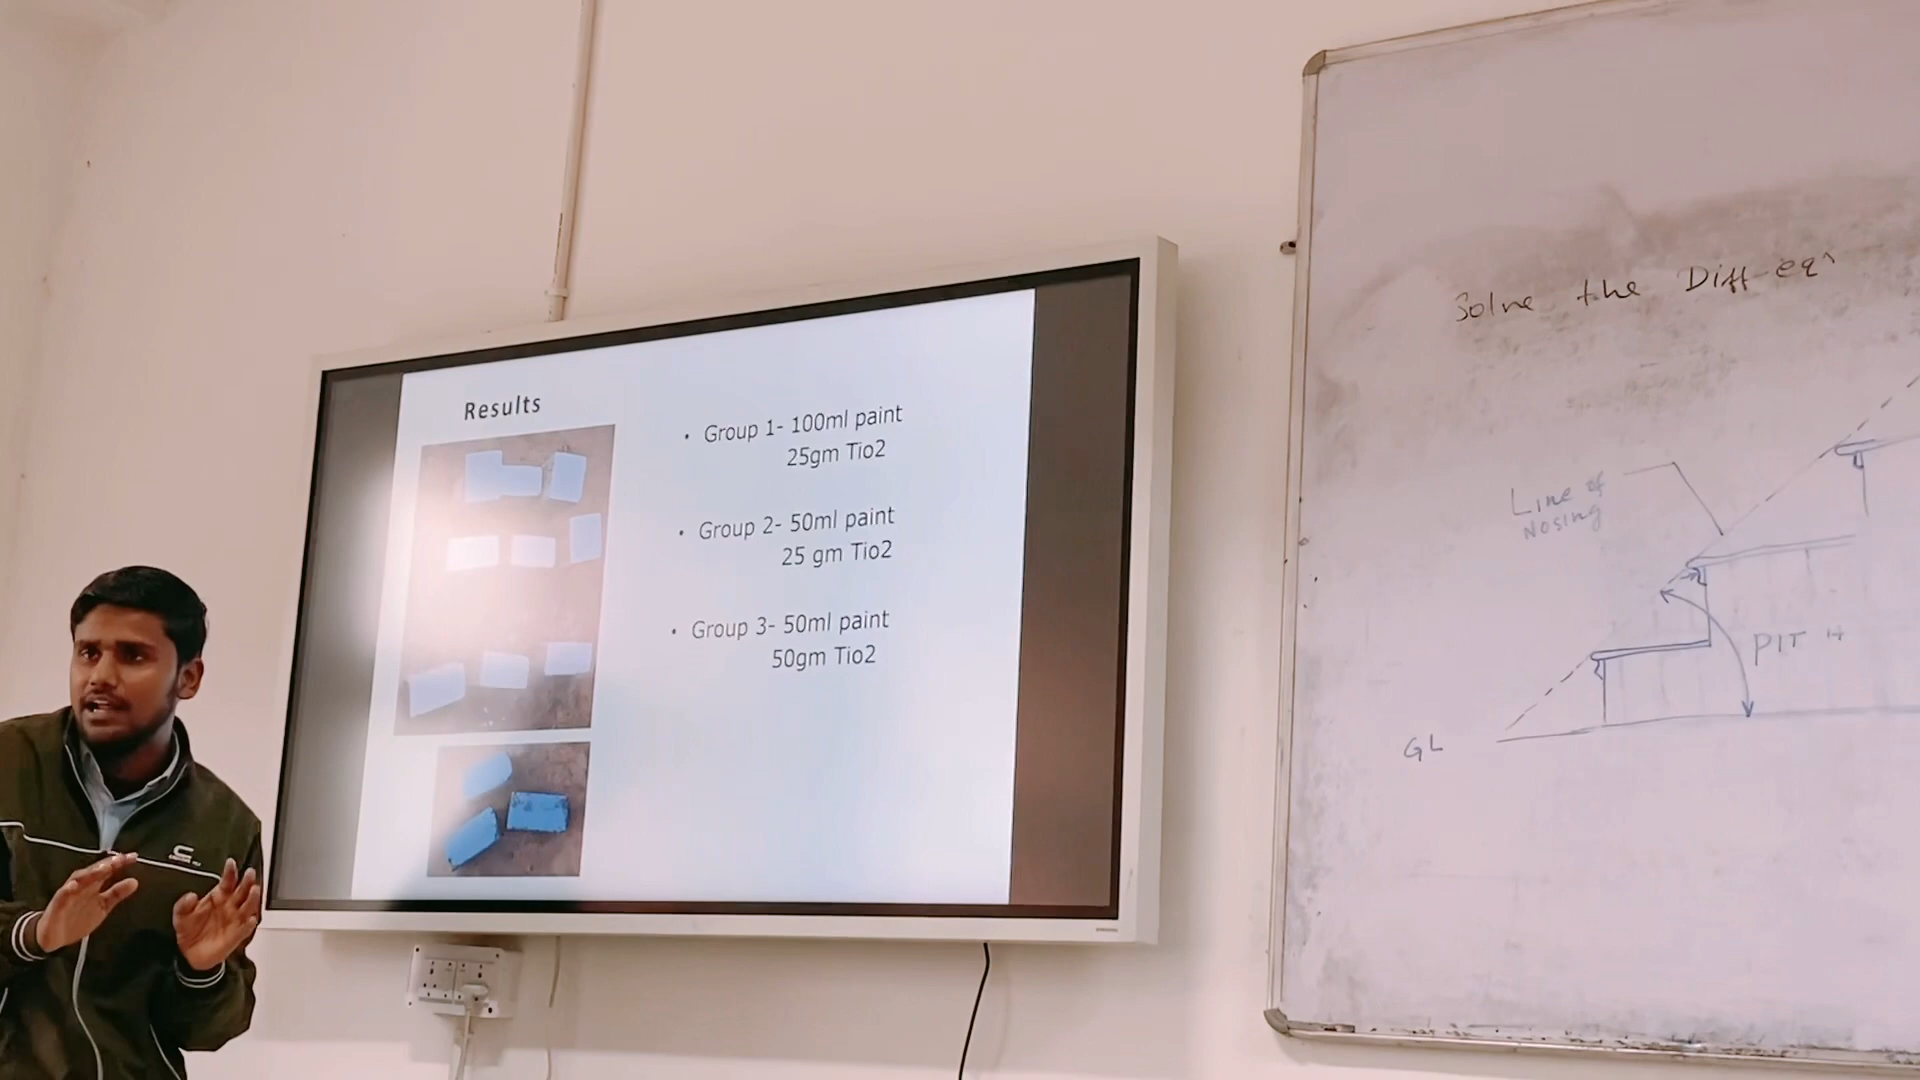 Results
• Group 1- 100ml paint
25gm Tio2
• Group 2- 50ml paint
25 gm Tio2
• Group 3- 50ml paint
50gm Tio2
Solve the Diff-eqn
Line of
Nosing
PIT H
GL